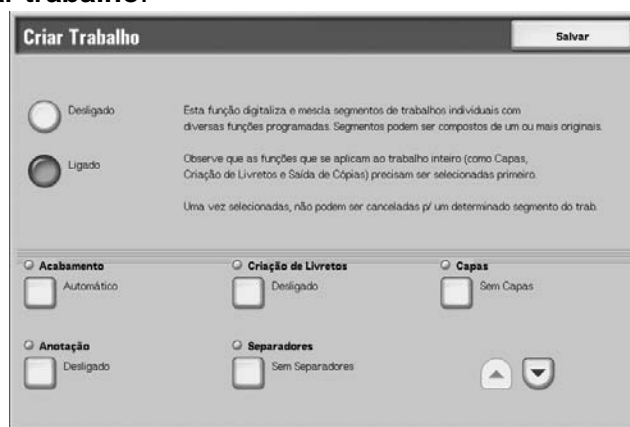 ar trabalho.
Criar Trabalho
Salvar
Desligado
Esta função digitaliza e mescla segmentos de trabalhos individuais com
diversas funções programadas. Segmentos podem ser compostos de um ou mais originais.
Ligado
Observe que as funções que se aplicam ao trabalho inteiro (como Capas,
Criação de Livretos e Saída de Cópias) precisam ser selecionadas primeiro.
Uma vez selecionadas, não podem ser canceladas p/ um determinado segmento do trab.
Acabamento
Automático
Criação de Livretos
Desligado
Capas
Sem Capas
Anotação
Desligado
Separadores
Sem Separadores